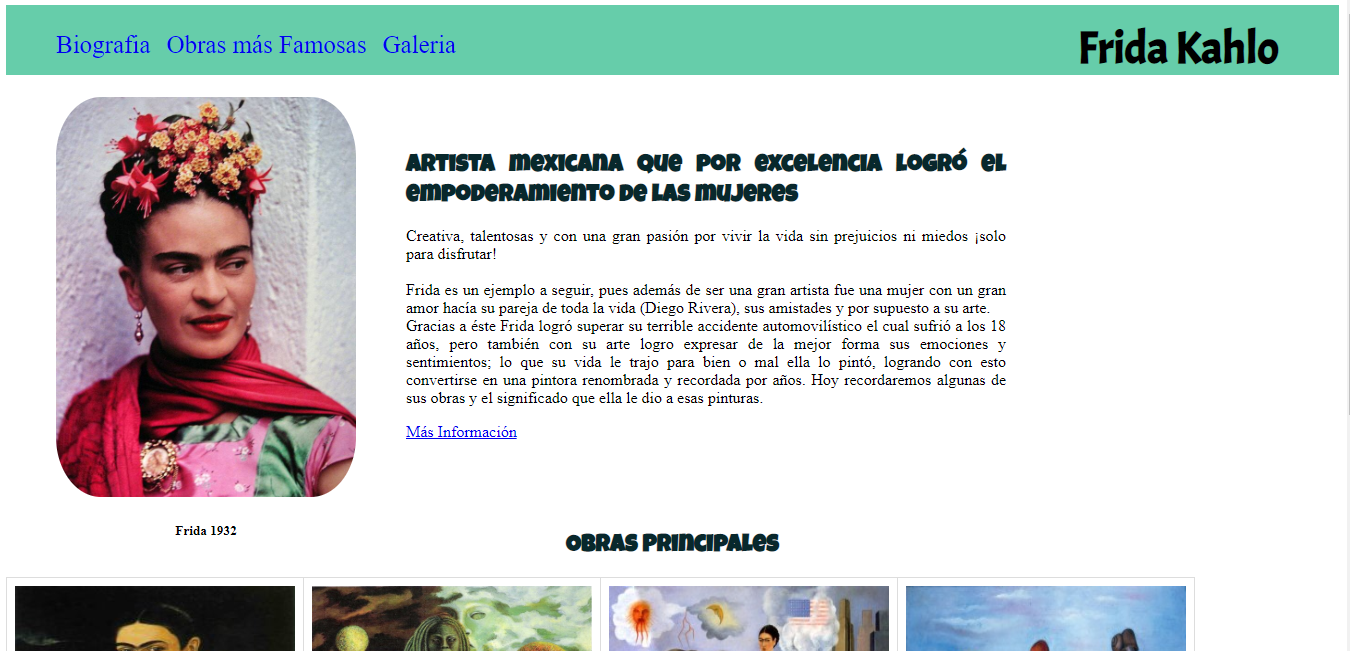 Biografia Obras más Famosas Galeria
Frida Kahlo
Artista mexicana que por excelencia logró el
empoderamiento de las mujeres
Creativa, talentosas y con una gran pasión por vivir la vida sin prejuicios ni miedos ¡solo
para disfrutar!
Frida es un ejemplo a seguir, pues además de ser una gran artista fue una mujer con un gran
amor hacía su pareja de toda la vida (Diego Rivera), sus amistades y por supuesto a su arte.
Gracias a éste Frida logró superar su terrible accidente automovilístico el cual sufrió a los 18
años, pero también con su arte logro expresar de la mejor forma sus emociones y
sentimientos; lo que su vida le trajo para bien o mal ella lo pintó, logrando con esto
convertirse en una pintora renombrada y recordada por años. Hoy recordaremos algunas de
sus obras y el significado que ella le dio a esas pinturas.
Más Información
Frida 1932
Obras Principales